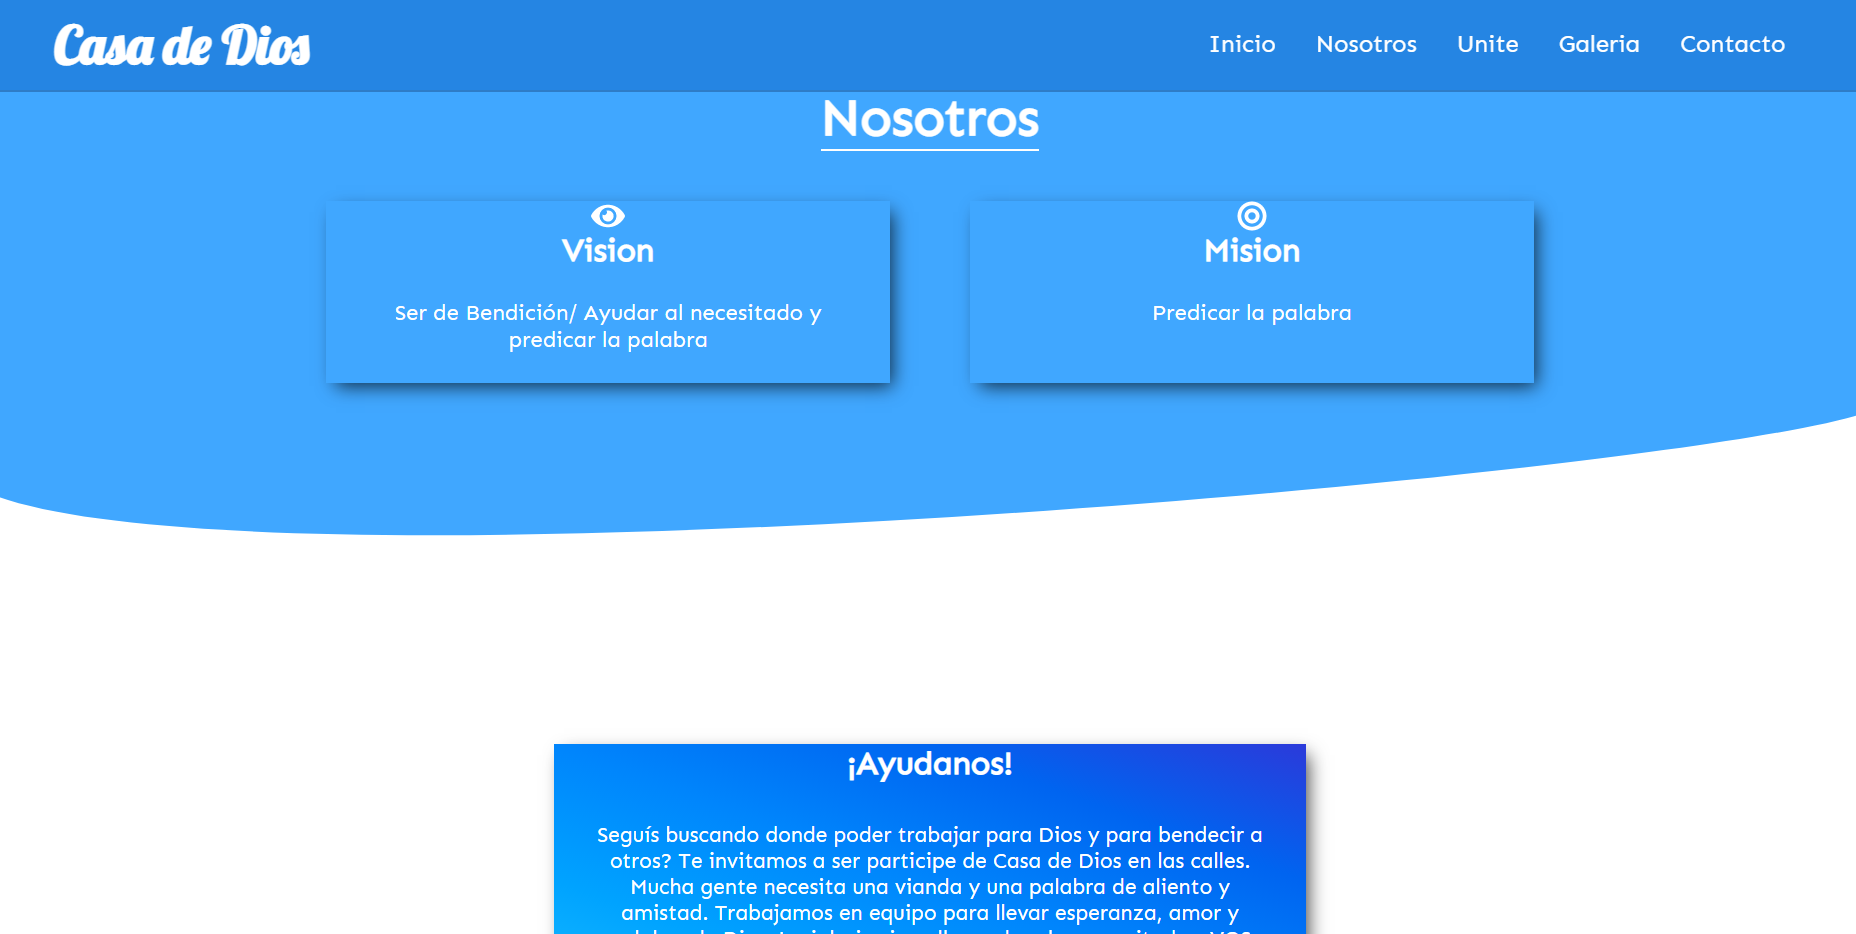 Casa de Dios
Inicio Nosotros Unite Galeria Contacto
Nosotros
Vision
Ser de Bendición/ Ayudar al necesitado y
predicar la palabra
Mision
Predicar la palabra
¡Ayudanos!
Seguís buscando donde poder trabajar para Dios y para bendecir a
otros? Te invitamos a ser participe de Casa de Dios en las calles.
Mucha gente necesita una vianda y una palabra de aliento y
amistad. Trabajamos en equipo para llevar esperanza, amor y